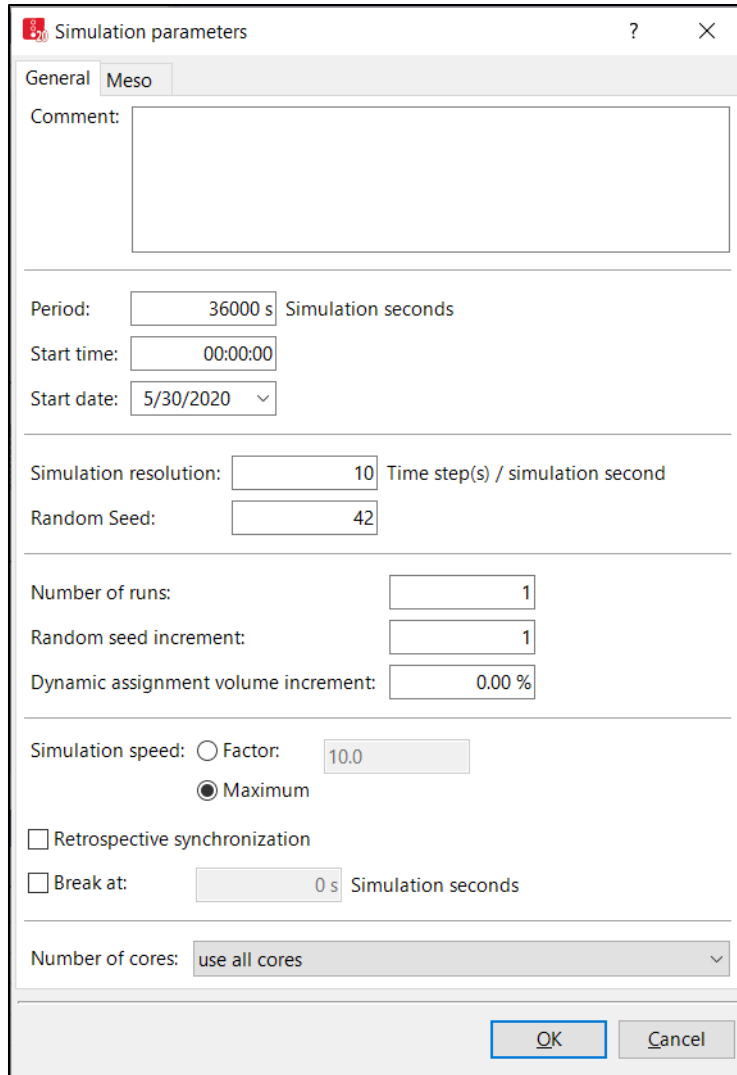 20 Simulation parameters ?
General Meso
Comment:
Period: 36000 s Simulation seconds
Start time: 00:00:00
Start date: 5/30/2020
Simulation resolution: 10 Time step(s) / simulation second
Random Seed: 42
Number of runs: 1
Random seed increment: 1
Dynamic assignment volume increment: 0.00 %
Simulation speed: Factor: 10.0
Maximum
Retrospective synchronization
Break at: 0 s Simulation seconds
Number of cores: use all cores
OK Cancel